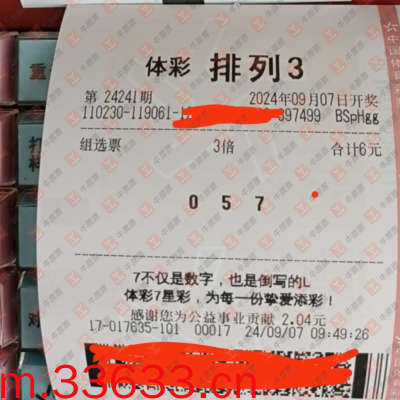 体彩 排列3
第 24241期 2024年09月07日开奖
110230-119061-1 397499 BSpHgg
组选票 3倍 合计6元
0 5 7
7不仅是数字，也是倒写的L
体彩7星彩，为每一份挚爱添彩！
感谢您为公益事业贡献 2.04元
17-017635-101 00017 24/09/07 09:49:26
m.33633.cn